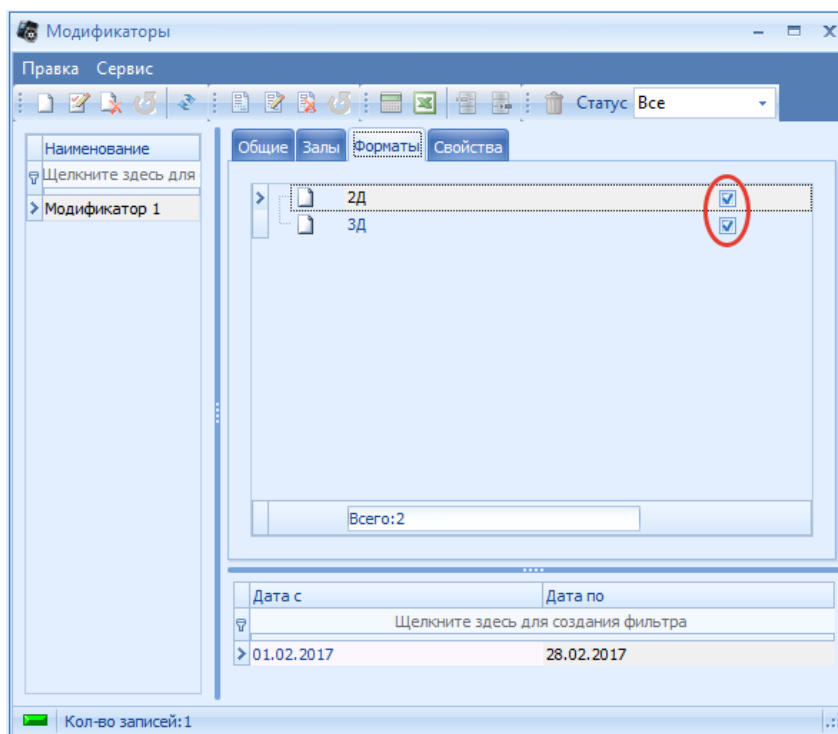 Модификаторы
Правка Сервис
Статус Все
Наименование
Щелкните здесь для
Модификатор 1
Общие Залы Форматы Свойства
2Д
3Д
Всего:2
Дата с Дата по
Щелкните здесь для создания фильтра
01.02.2017 28.02.2017
Кол-во записей:1